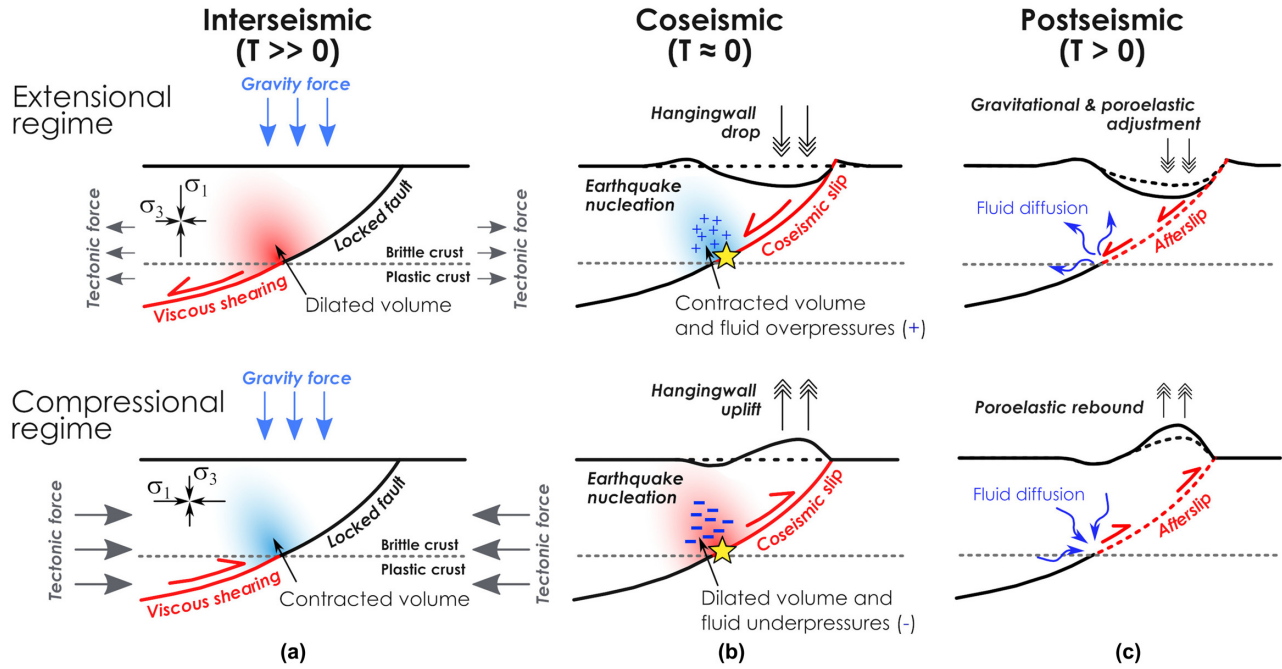 Interseismic
(T >> 0)
Coseismic
(T ≈ 0)
Postseismic
(T > 0)
Extensional
regime
Gravity force
σ1
σ3
Tectonic force
Locked fault
Brittle crust
Plastic crust
Viscous shearing
Dilated volume
Tectonic force
Hangingwall
drop
Earthquake
nucleation
+ + + + + + + + +
Coseismic slip
Contracted volume
and fluid overpressures (+)
Gravitational & poroelastic
adjustment
Fluid diffusion
Afterslip
Compressional
regime
Gravity force
σ3
σ1
Tectonic force
Locked fault
Brittle crust
Plastic crust
Viscous shearing
Contracted volume
Tectonic force
Hangingwall
uplift
Earthquake
nucleation
Coseismic slip
Dilated volume and
fluid underpressures (-)
Poroelastic rebound
Fluid diffusion
Afterslip
(a)
(b)
(c)